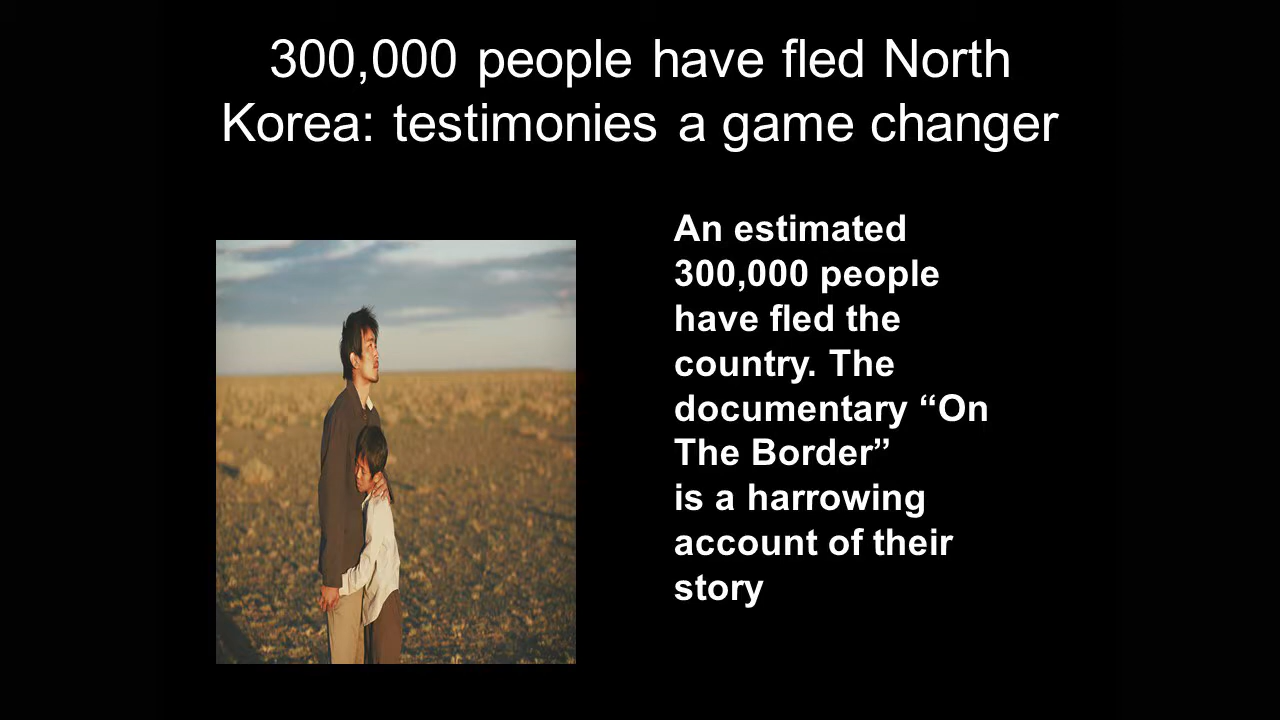 300,000 people have fled North
Korea: testimonies a game changer
An estimated
300,000 people
have fled the
country. The
documentary “On
The Border”
is a harrowing
account of their
story